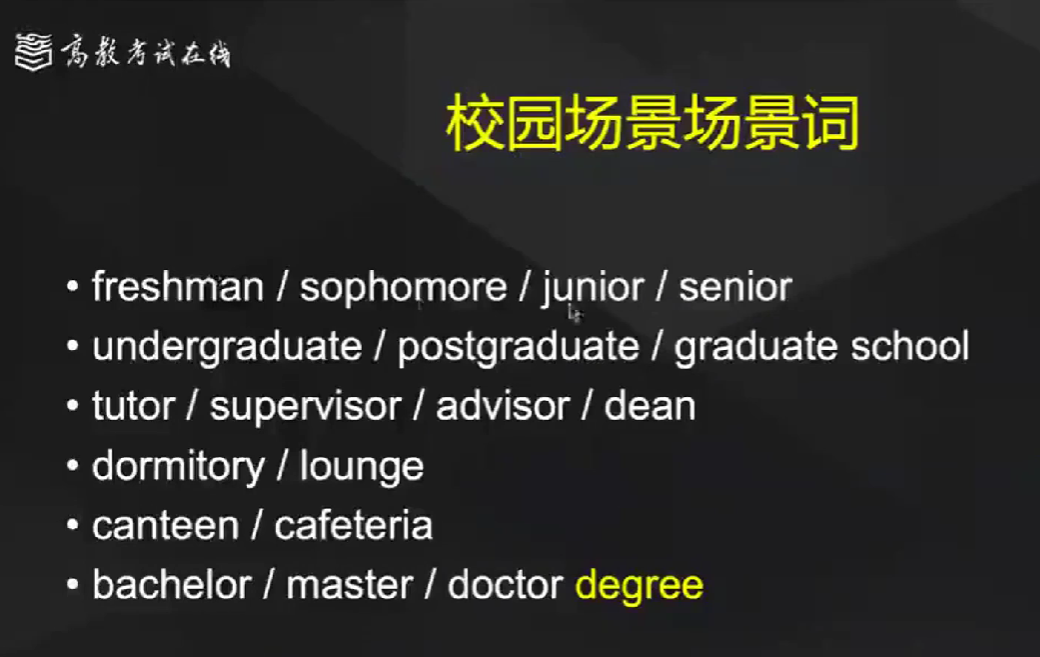 高教考试在线
校园场景场景词
• freshman / sophomore / junior / senior
• undergraduate / postgraduate / graduate school
• tutor / supervisor / advisor / dean
• dormitory / lounge
• canteen / cafeteria
• bachelor / master / doctor degree